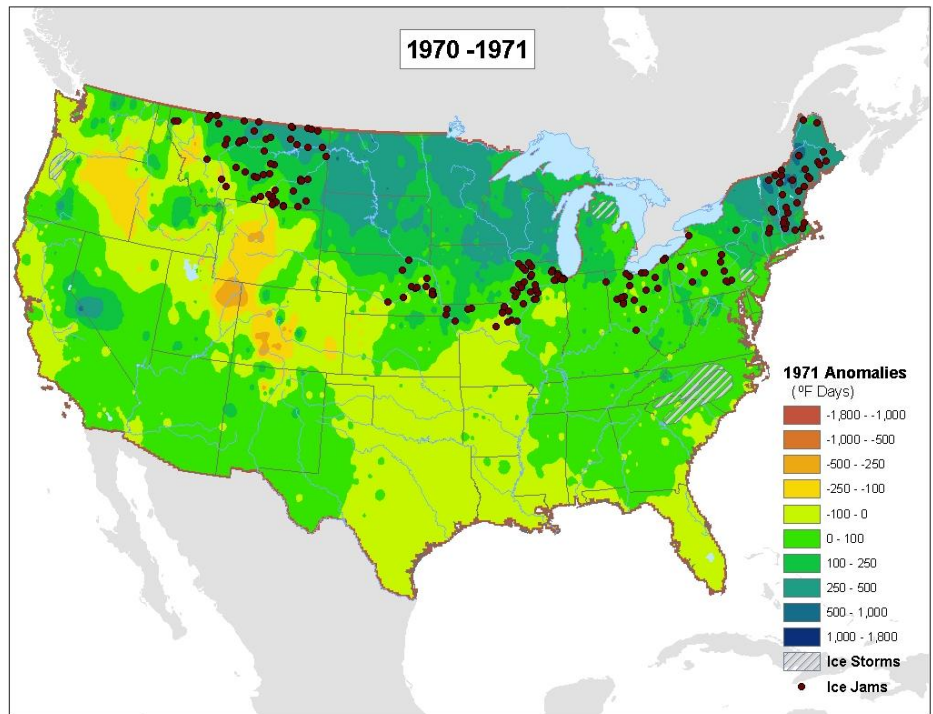 1970 -1971
1971 Anomalies
(ºF Days)
-1,800 - -1,000
-1,000 - -500
-500 - -250
-250 - -100
-100 - 0
0 - 100
100 - 250
250 - 500
500 - 1,000
1,000 - 1,800
Ice Storms
Ice Jams